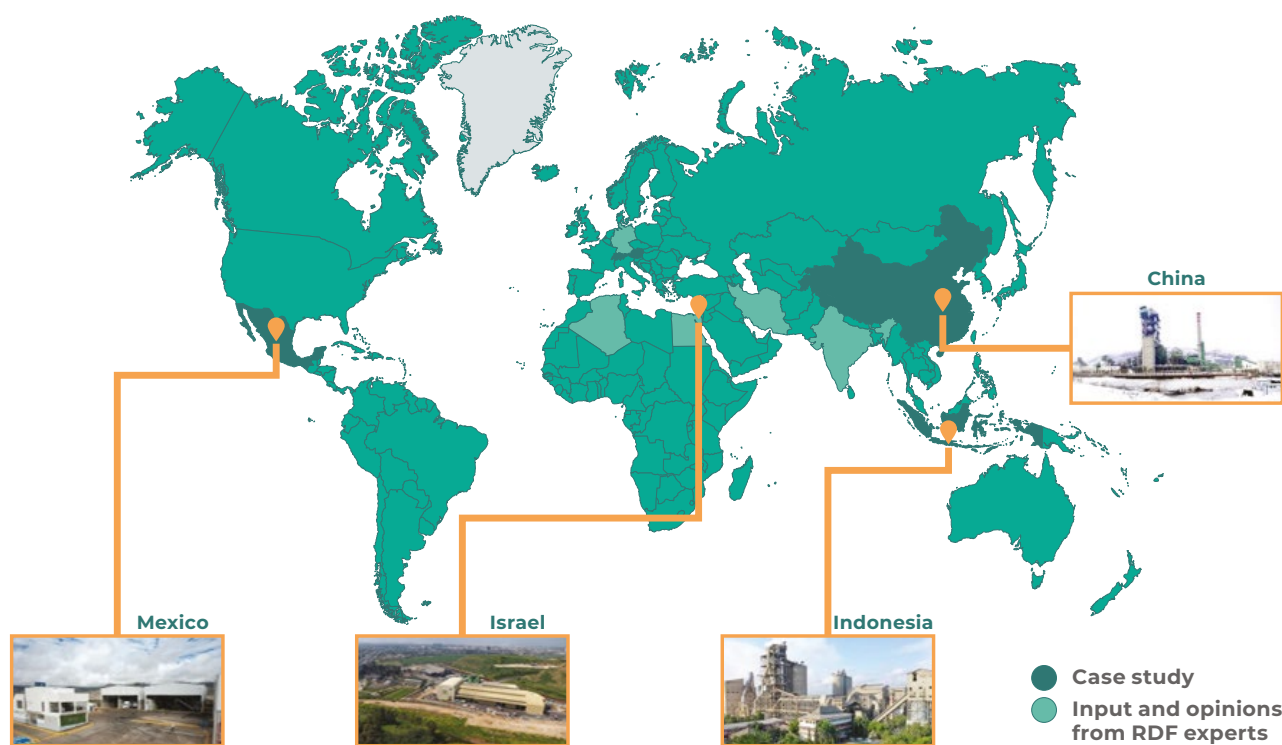 China
Mexico
Israel
Indonesia
Case study
Input and opinions
from RDF experts